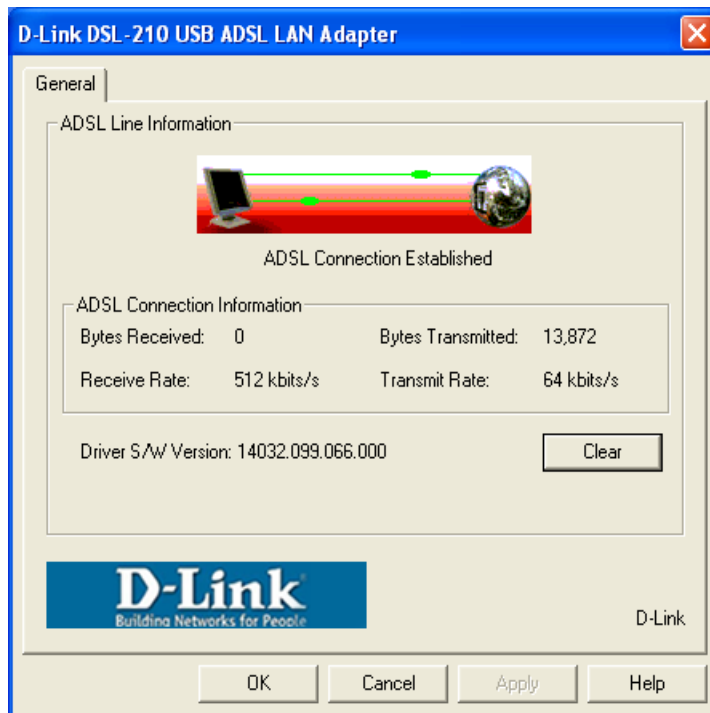 D-Link DSL-210 USB ADSL LAN Adapter
General
ADSL Line Information
ADSL Connection Established
ADSL Connection Information
Bytes Received: 0 Bytes Transmitted: 13,872
Receive Rate: 512 kbits/s Transmit Rate: 64 kbits/s
Driver S/W Version: 14032.099.066.000 Clear
D-Link
Building Networks for People
D-Link
OK Cancel Apply Help